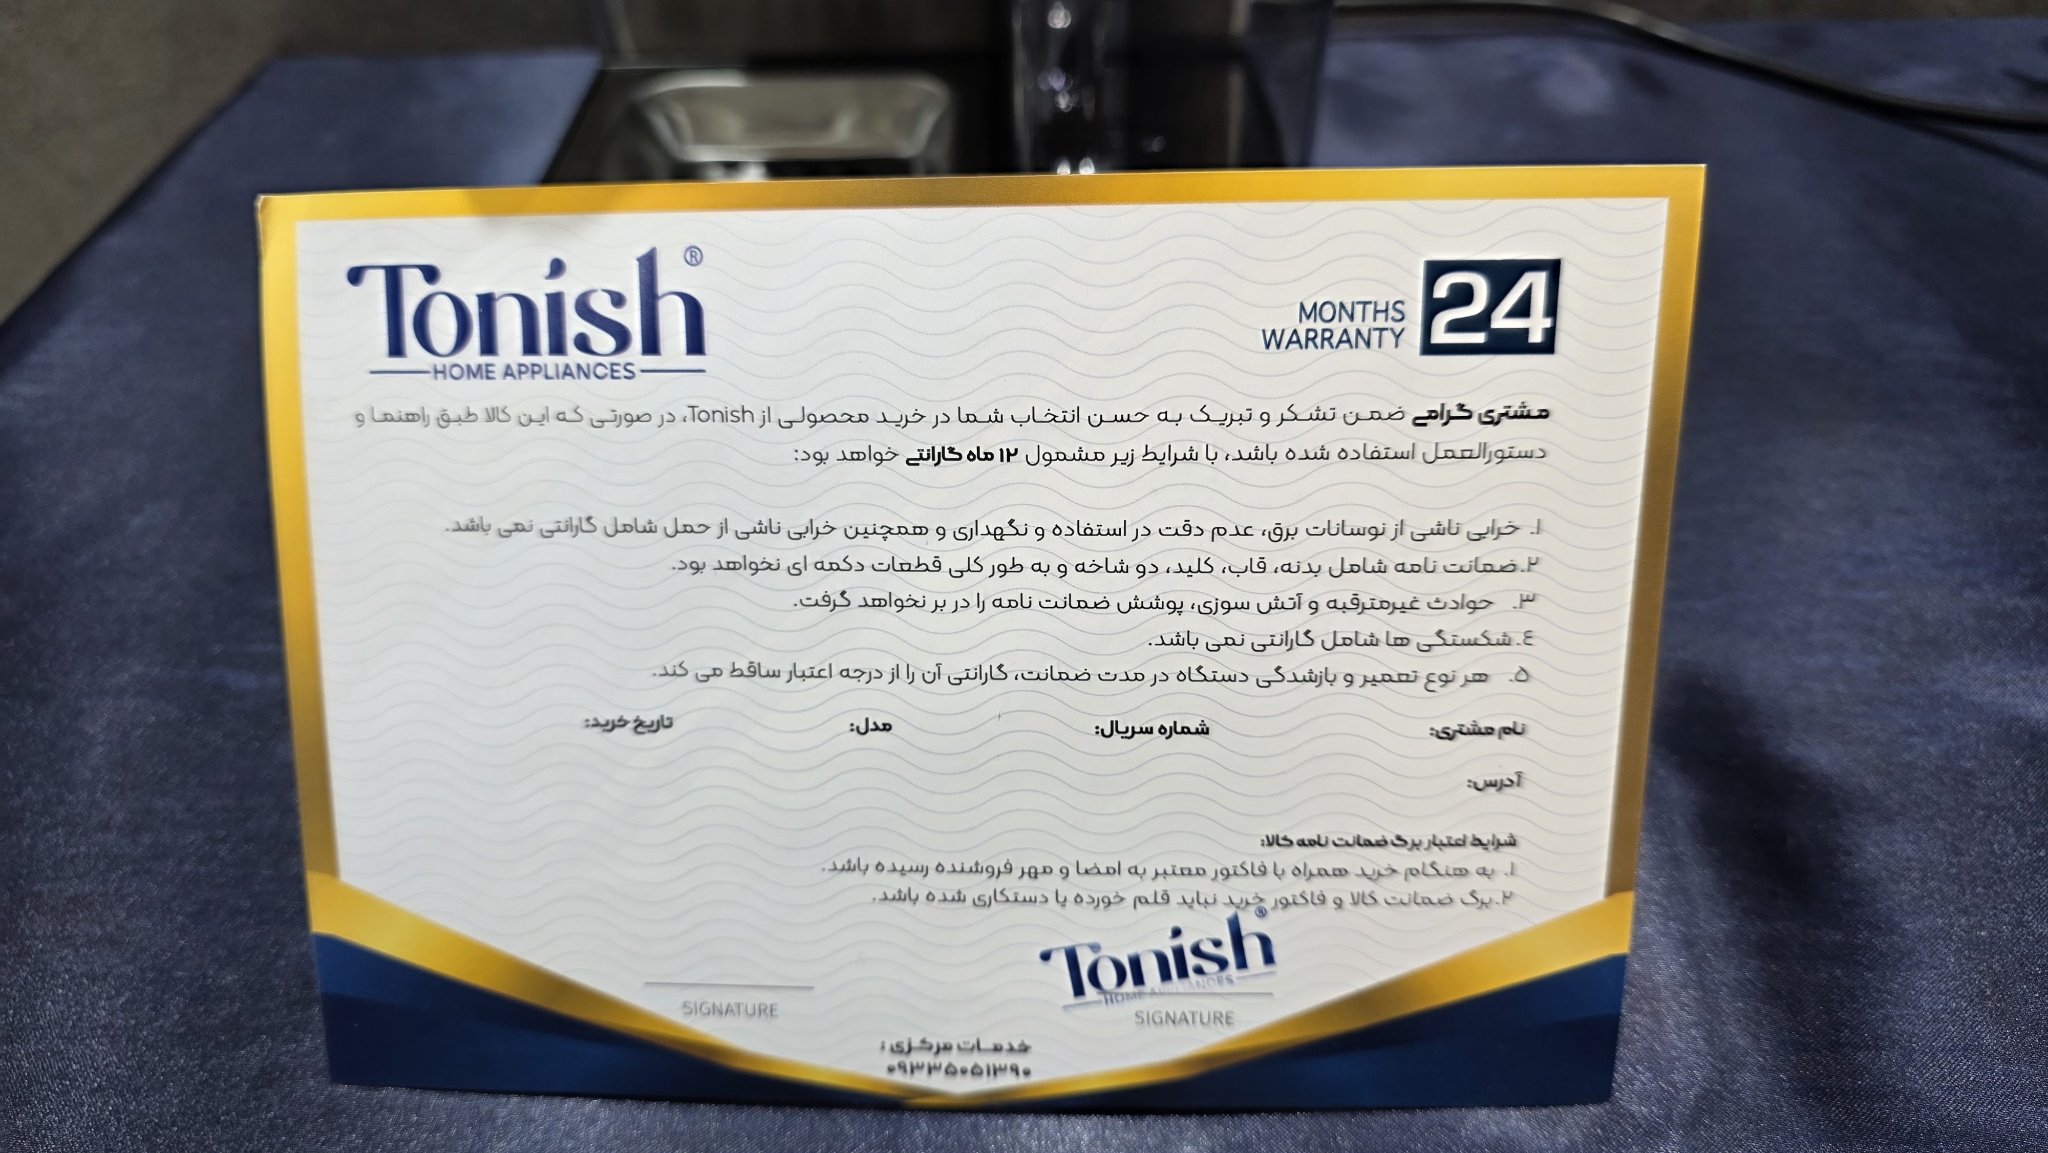 Tonish®
HOME APPLIANCES
24 MONTHS WARRANTY
مشتری گرامی ضمن تشکر و تبریک به حسن انتخاب شما در خرید محصولی از Tonish، در صورتی که این کالا طبق راهنما و
دستورالعمل استفاده شده باشد، با شرایط زیر مشمول ۱۲ ماه گارانتی خواهد بود:
۱. خرابی ناشی از نوسانات برق، عدم دقت در استفاده و نگهداری و همچنین خرابی ناشی از حمل شامل گارانتی نمی باشد.
۲.ضمانت نامه شامل بدنه، قاب، کلید، دو شاخه و به طور کلی قطعات دکمه ای نخواهد بود.
۳. حوادث غیرمترقبه و آتش سوزی، پوشش ضمانت نامه را در بر نخواهد گرفت.
٤.شکستگی ها شامل گارانتی نمی باشد.
۵. هر نوع تعمیر و بازشدگی دستگاه در مدت ضمانت، گارانتی آن را از درجه اعتبار ساقط می کند.
نام مشتری: شماره سریال: مدل: تاریخ خرید:
آدرس:
شرایط اعتبار برگ ضمانت نامه کالا:
۱. به هنگام خرید همراه با فاکتور معتبر به امضا و مهر فروشنده رسیده باشد.
۲.برگ ضمانت کالا و فاکتور خرید نباید قلم خورده یا دستکاری شده باشد.
Tonish®
HOME APPLIANCES
SIGNATURE
SIGNATURE
خدمات مرکزی :
۰۹۳۳۵۰۵۱۳۹۰